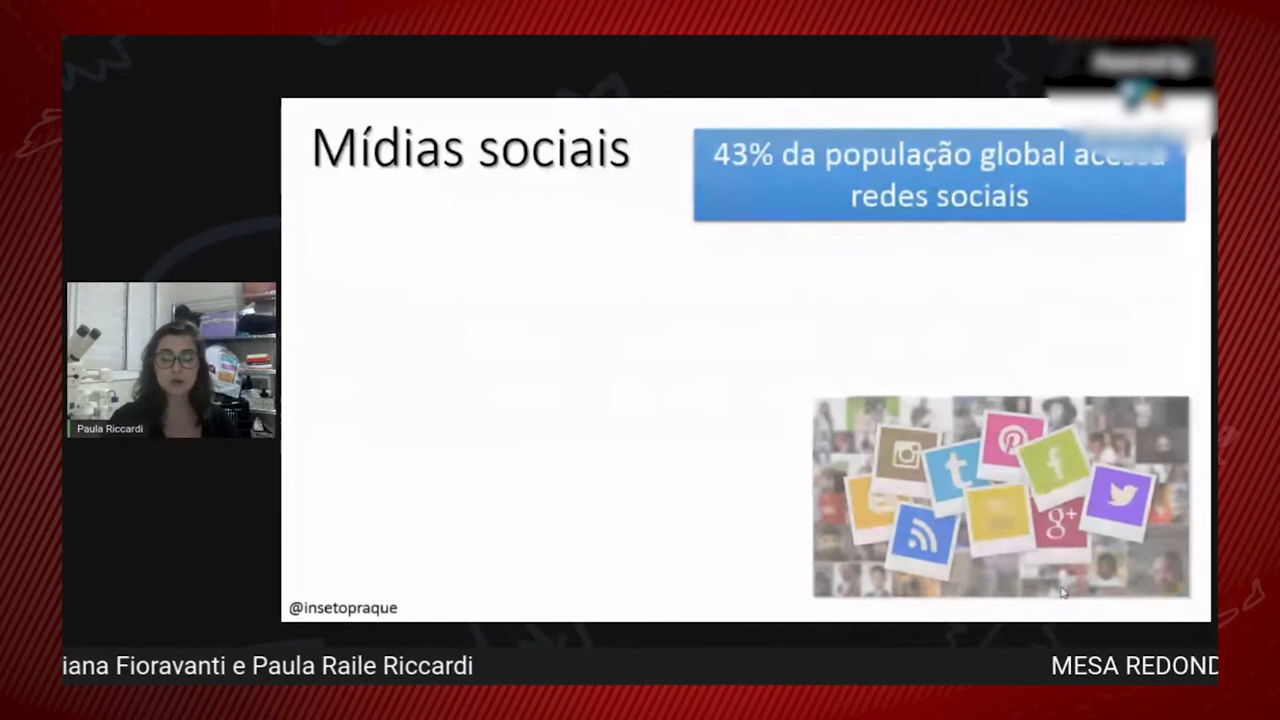 Mídias sociais
43% da população global acessa
redes sociais
Paula Riccardi
t
f
g+
@insetopraque
iana Fioravanti e Paula Raile Riccardi
MESA REDOND